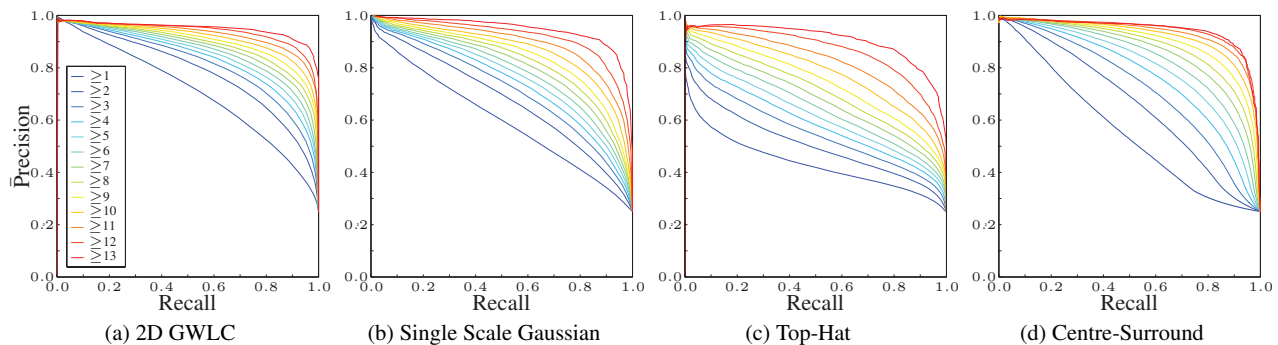 1.0 1.0 1.0 1.0
0.8 0.8 0.8 0.8
≥1
≥2
≥3
≥4
≥5
≥6
≥7
≥8
≥9
≥10
≥11
≥12
≥13
P̄recision
0.6 0.6 0.6
0.4 0.4 0.4
0.2 0.2 0.2 0.2
0.0 0.0 0.0 0.0
0.0 0.2 0.4 0.6 0.8 1.0 0.0 0.2 0.4 0.6 0.8 1.0 0.0 0.2 0.4 0.6 0.8 1.0 0.0 0.2 0.4 0.6 0.8 1.0
Recall Recall Recall Recall
(a) 2D GWLC (b) Single Scale Gaussian (c) Top-Hat (d) Centre-Surround